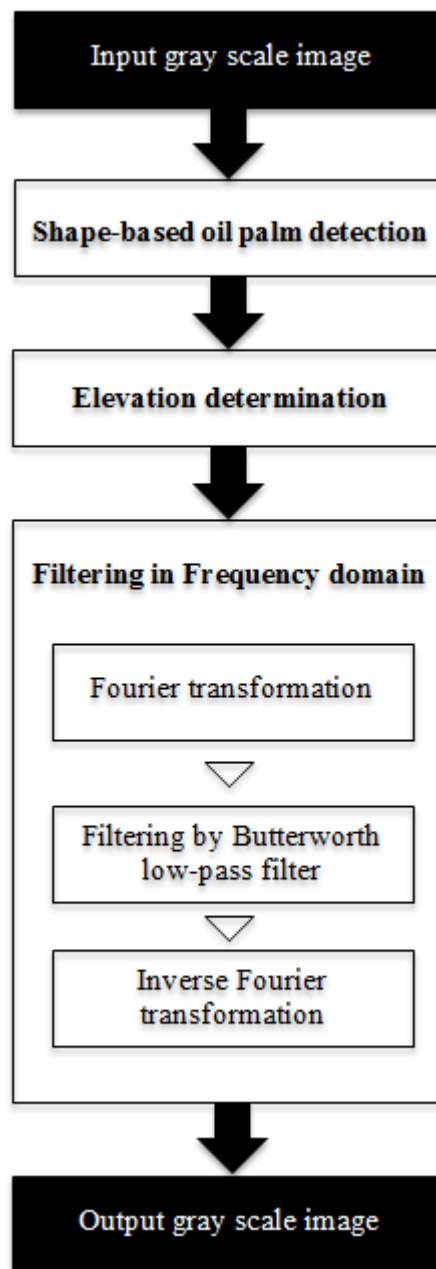 Input gray scale image
Shape-based oil palm detection
Elevation determination
Filtering in Frequency domain
Fourier transformation
Filtering by Butterworth
low-pass filter
Inverse Fourier
transformation
Output gray scale image